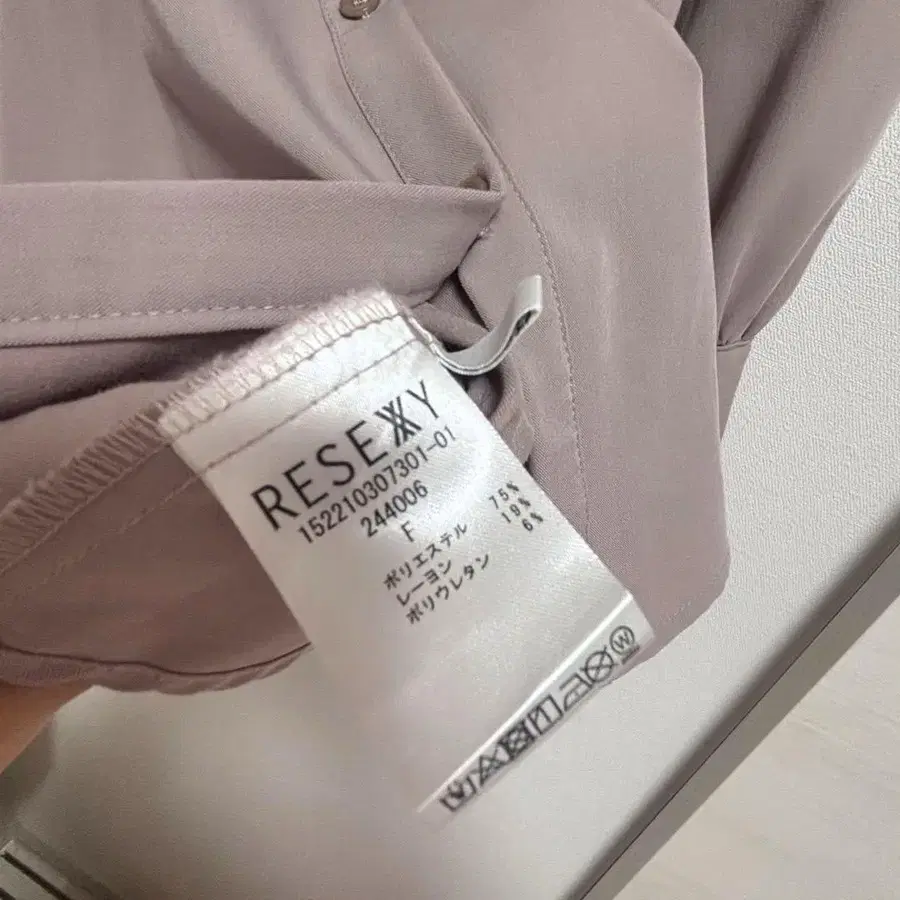 RESEXXY
152210307301-01
244006
F
ポリエステル 75%
レーヨン 19%
ポリウレタン 6%
W